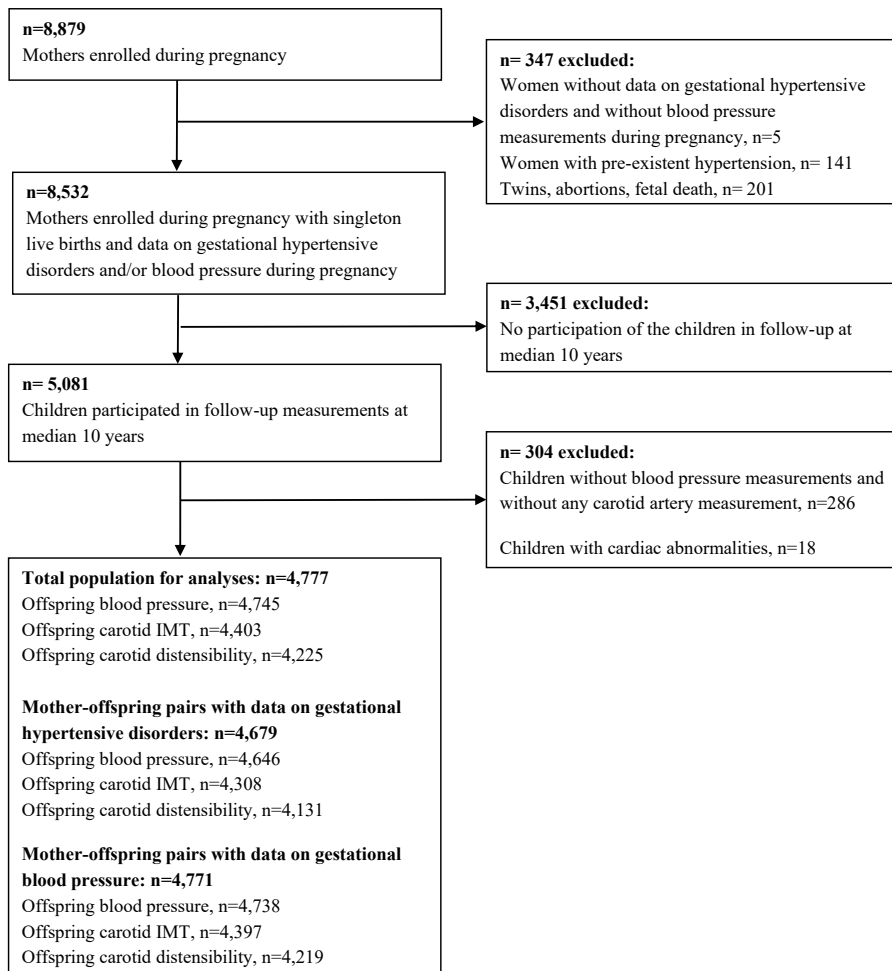 n=8,879
Mothers enrolled during pregnancy
n= 347 excluded:
Women without data on gestational hypertensive
disorders and without blood pressure
measurements during pregnancy, n=5
Women with pre-existent hypertension, n= 141
Twins, abortions, fetal death, n= 201
n=8,532
Mothers enrolled during pregnancy with singleton
live births and data on gestational hypertensive
disorders and/or blood pressure during pregnancy
n= 3,451 excluded:
No participation of the children in follow-up at
median 10 years
n= 5,081
Children participated in follow-up measurements at
median 10 years
n= 304 excluded:
Children without blood pressure measurements and
without any carotid artery measurement, n=286
Children with cardiac abnormalities, n=18
Total population for analyses: n=4,777
Offspring blood pressure, n=4,745
Offspring carotid IMT, n=4,403
Offspring carotid distensibility, n=4,225
Mother-offspring pairs with data on gestational
hypertensive disorders: n=4,679
Offspring blood pressure, n=4,646
Offspring carotid IMT, n=4,308
Offspring carotid distensibility, n=4,131
Mother-offspring pairs with data on gestational
blood pressure: n=4,771
Offspring blood pressure, n=4,738
Offspring carotid IMT, n=4,397
Offspring carotid distensibility, n=4,219